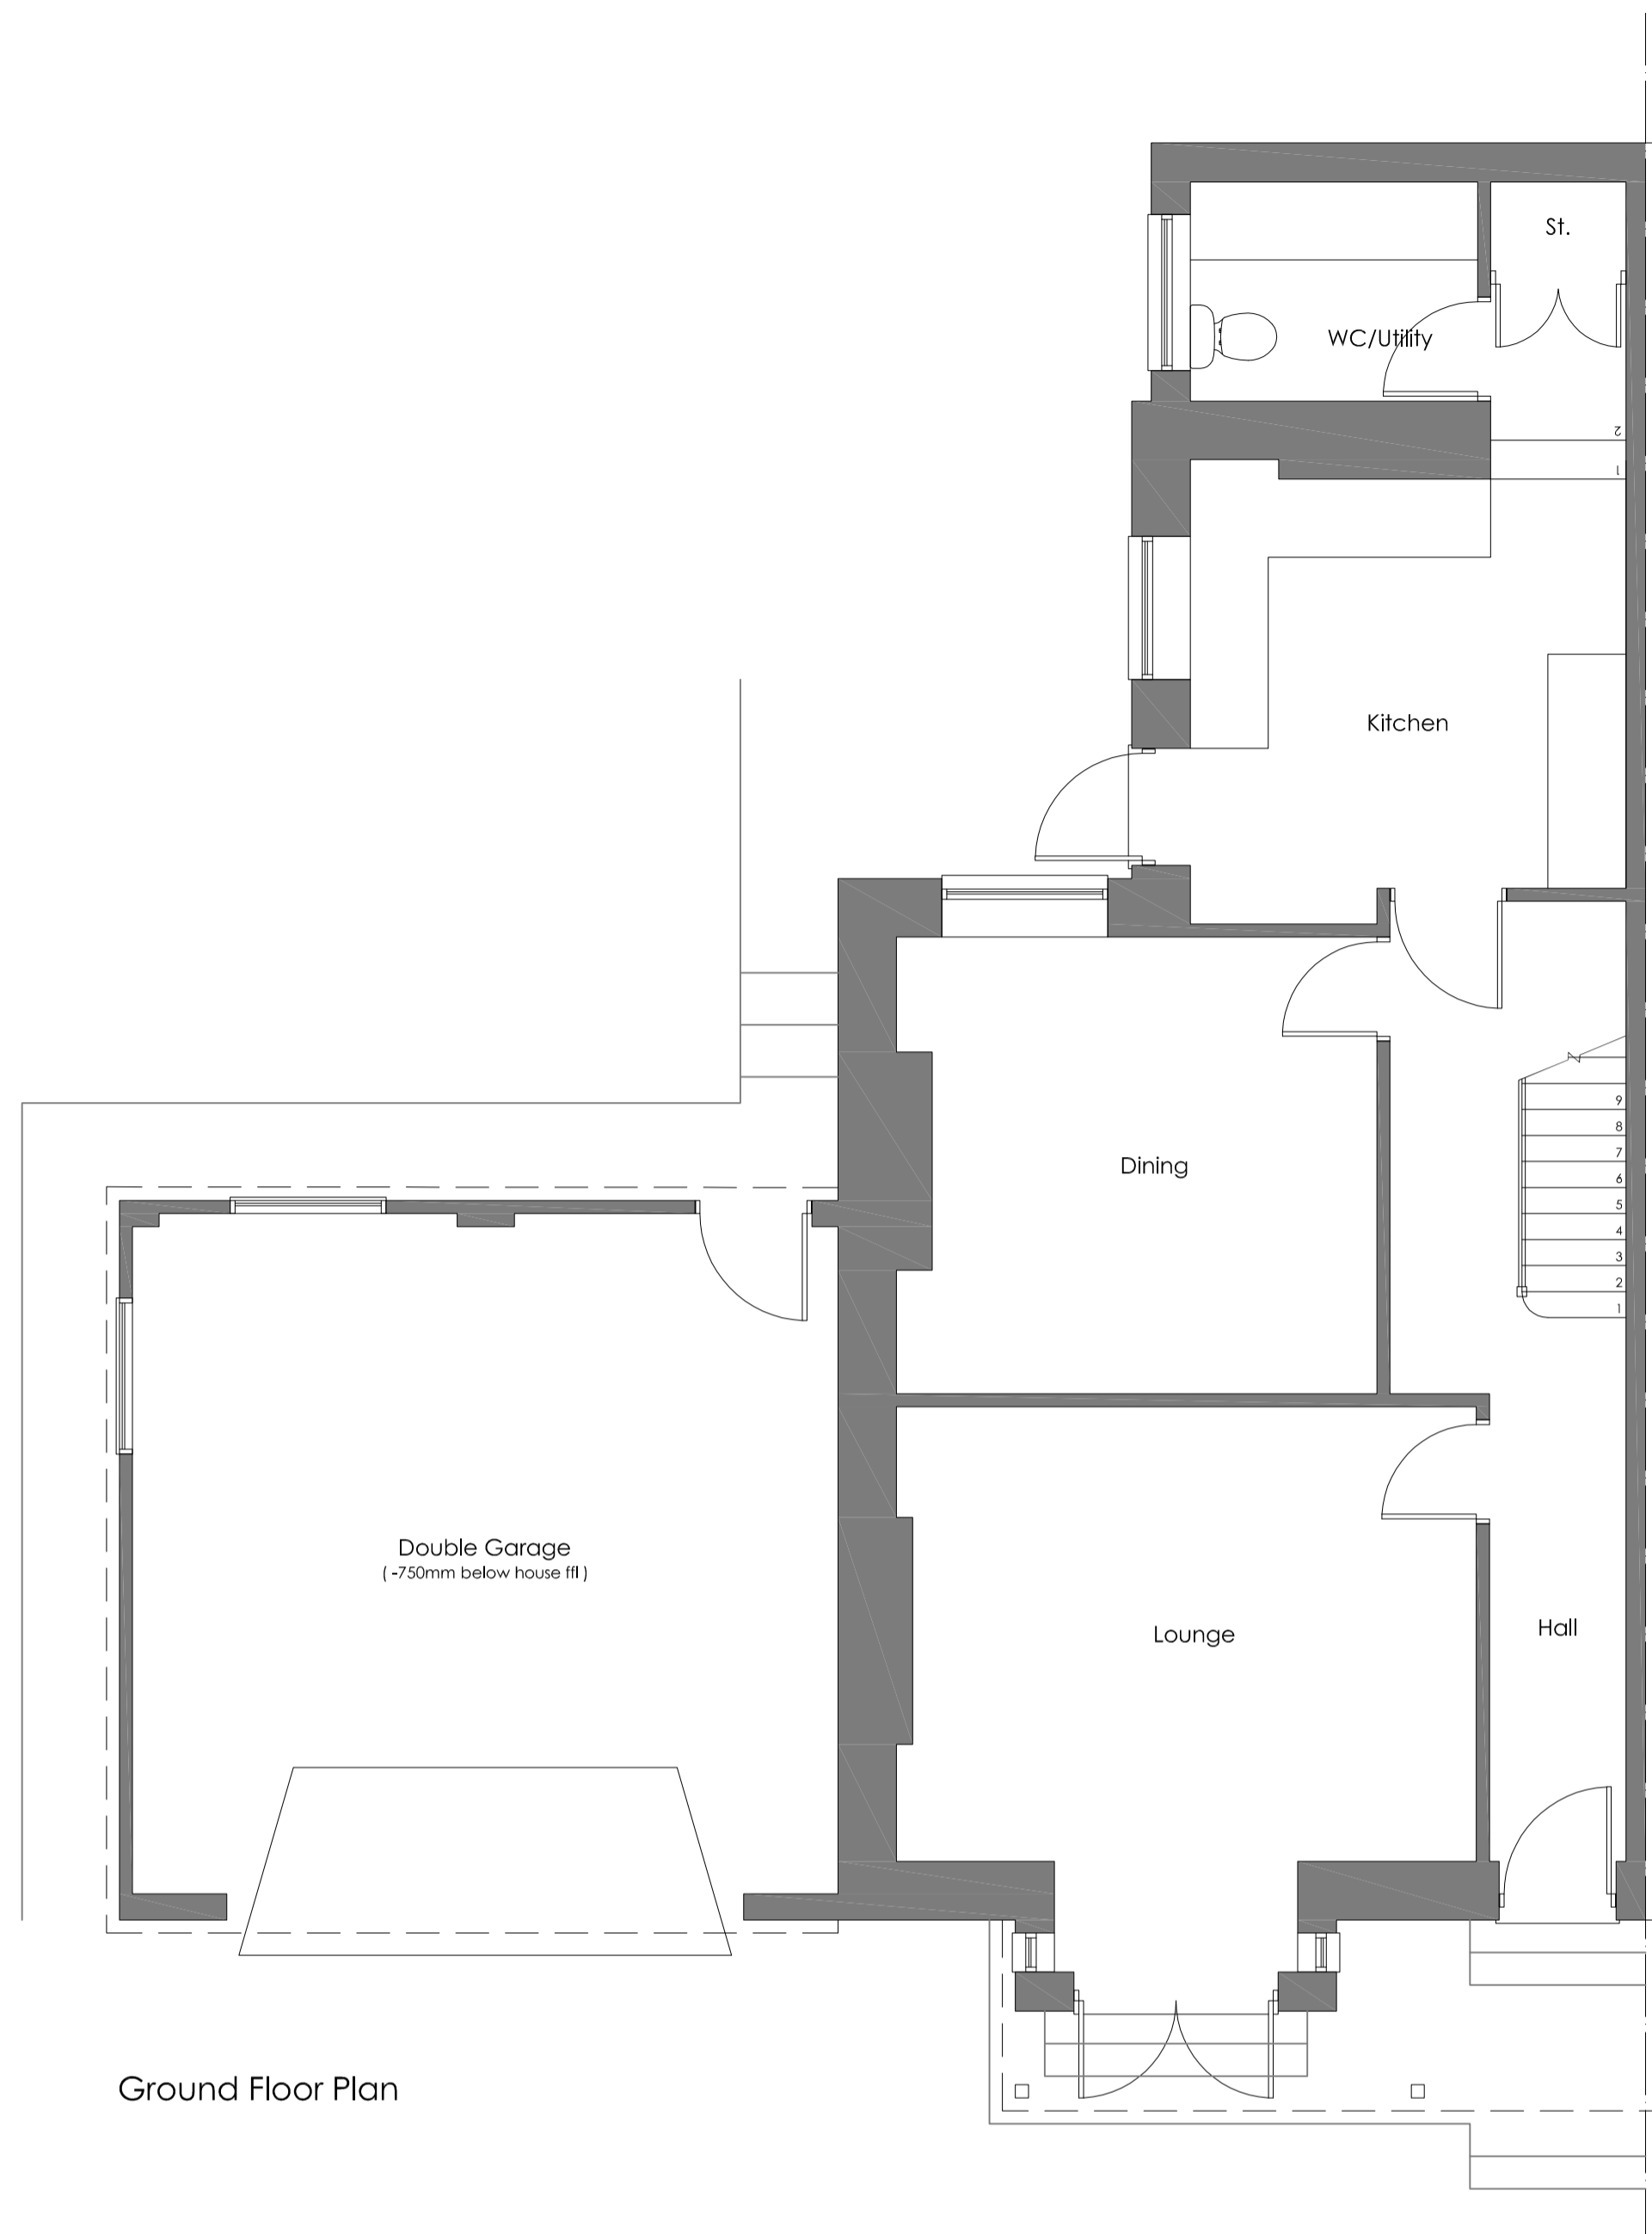 St.
WC/Utility
2
1
Kitchen
Dining
9
8
7
6
5
4
3
2
1
Double Garage
( -750mm below house ffl )
Lounge
Hall
Ground Floor Plan